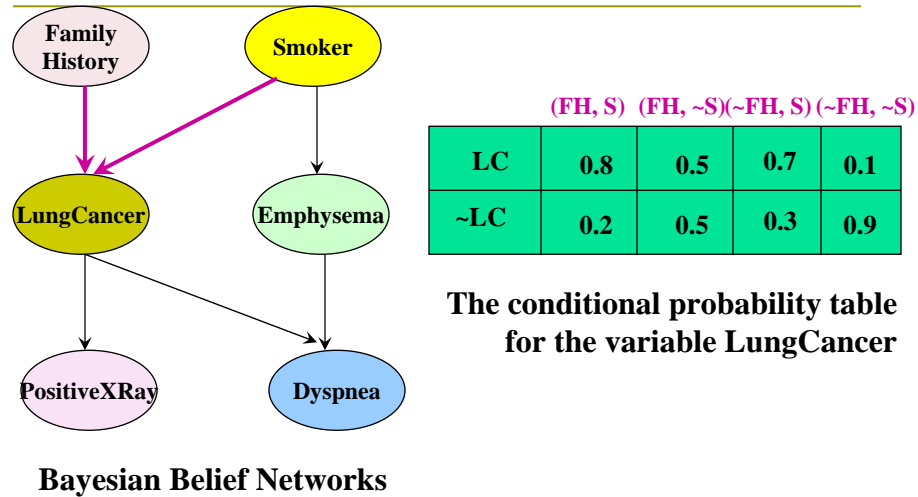 Family
History
Smoker
LungCancer
Emphysema
PositiveXRay
Dyspnea
(FH, S) (FH, ~S)(~FH, S) (~FH, ~S)
LC 0.8 0.5 0.7 0.1
~LC 0.2 0.5 0.3 0.9
The conditional probability table
for the variable LungCancer
Bayesian Belief Networks